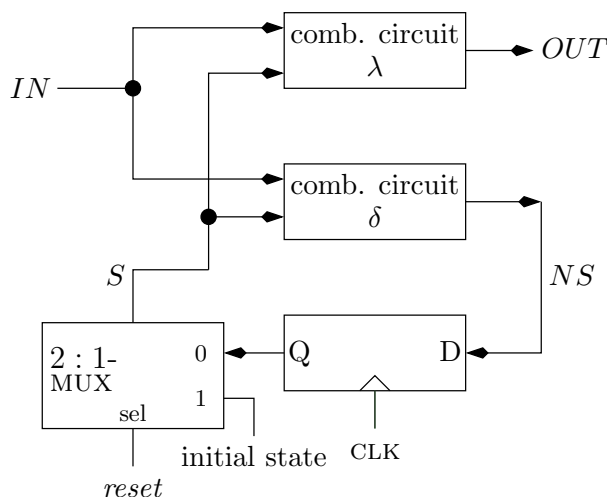 comb. circuit
λ
OUT
IN
comb. circuit
δ
S
NS
2 : 1-
MUX
0
1
sel
Q
D
initial state
CLK
reset